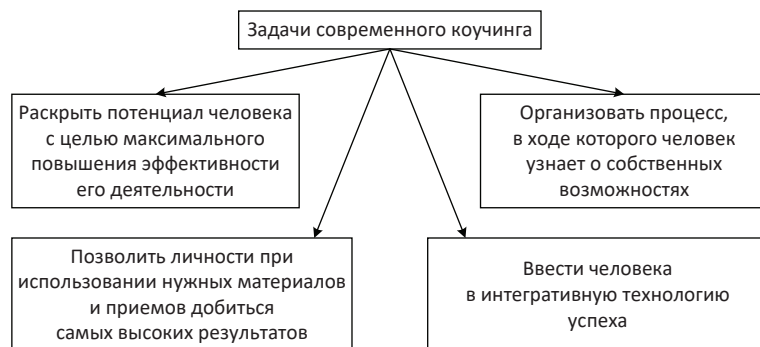 Задачи современного коучинга
Раскрыть потенциал человека
с целью максимального
повышения эффективности
его деятельности
Организовать процесс,
в ходе которого человек
узнает о собственных
возможностях
Позволить личности при
использовании нужных материалов
и приемов добиться
самых высоких результатов
Ввести человека
в интегративную технологию
успеха